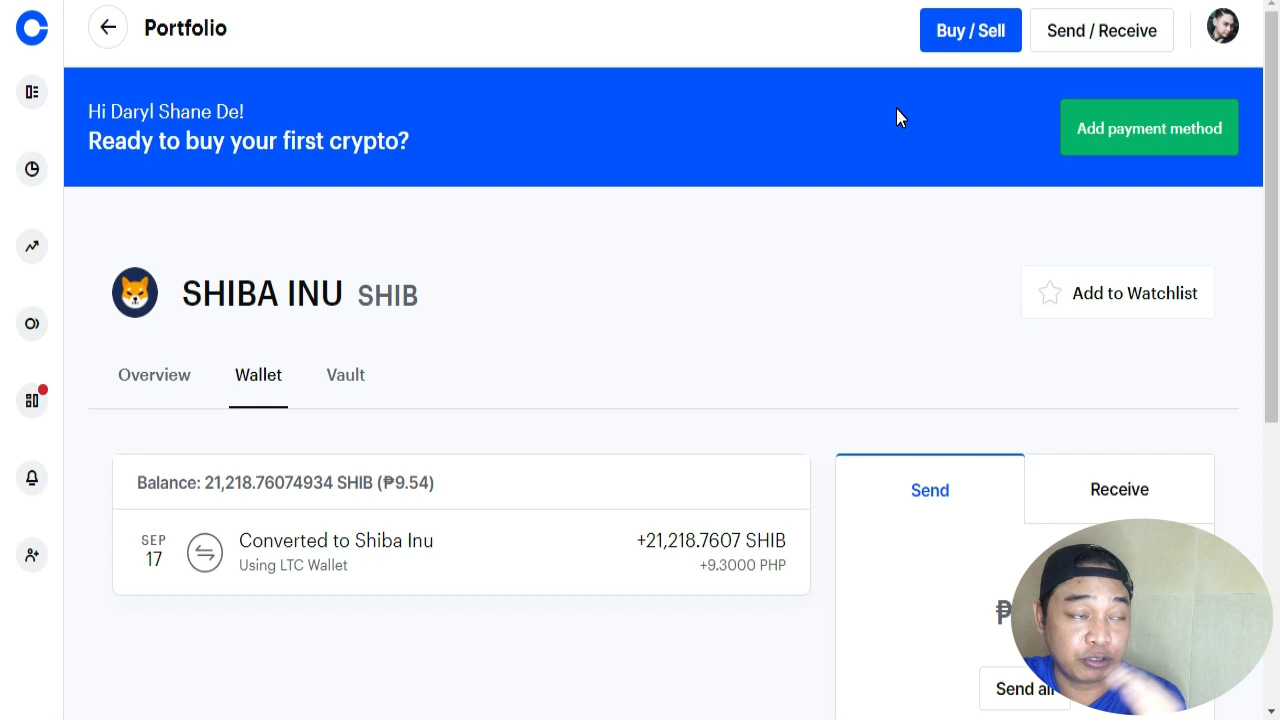 Portfolio
Buy / Sell
Send / Receive
Hi Daryl Shane De!
Ready to buy your first crypto?
Add payment method
SHIBA INU SHIB
Add to Watchlist
Overview
Wallet
Vault
Balance: 21,218.76074934 SHIB (₱9.54)
SEP
17
Converted to Shiba Inu
Using LTC Wallet
+21,218.7607 SHIB
+9.3000 PHP
Send
Receive
₱
Send all